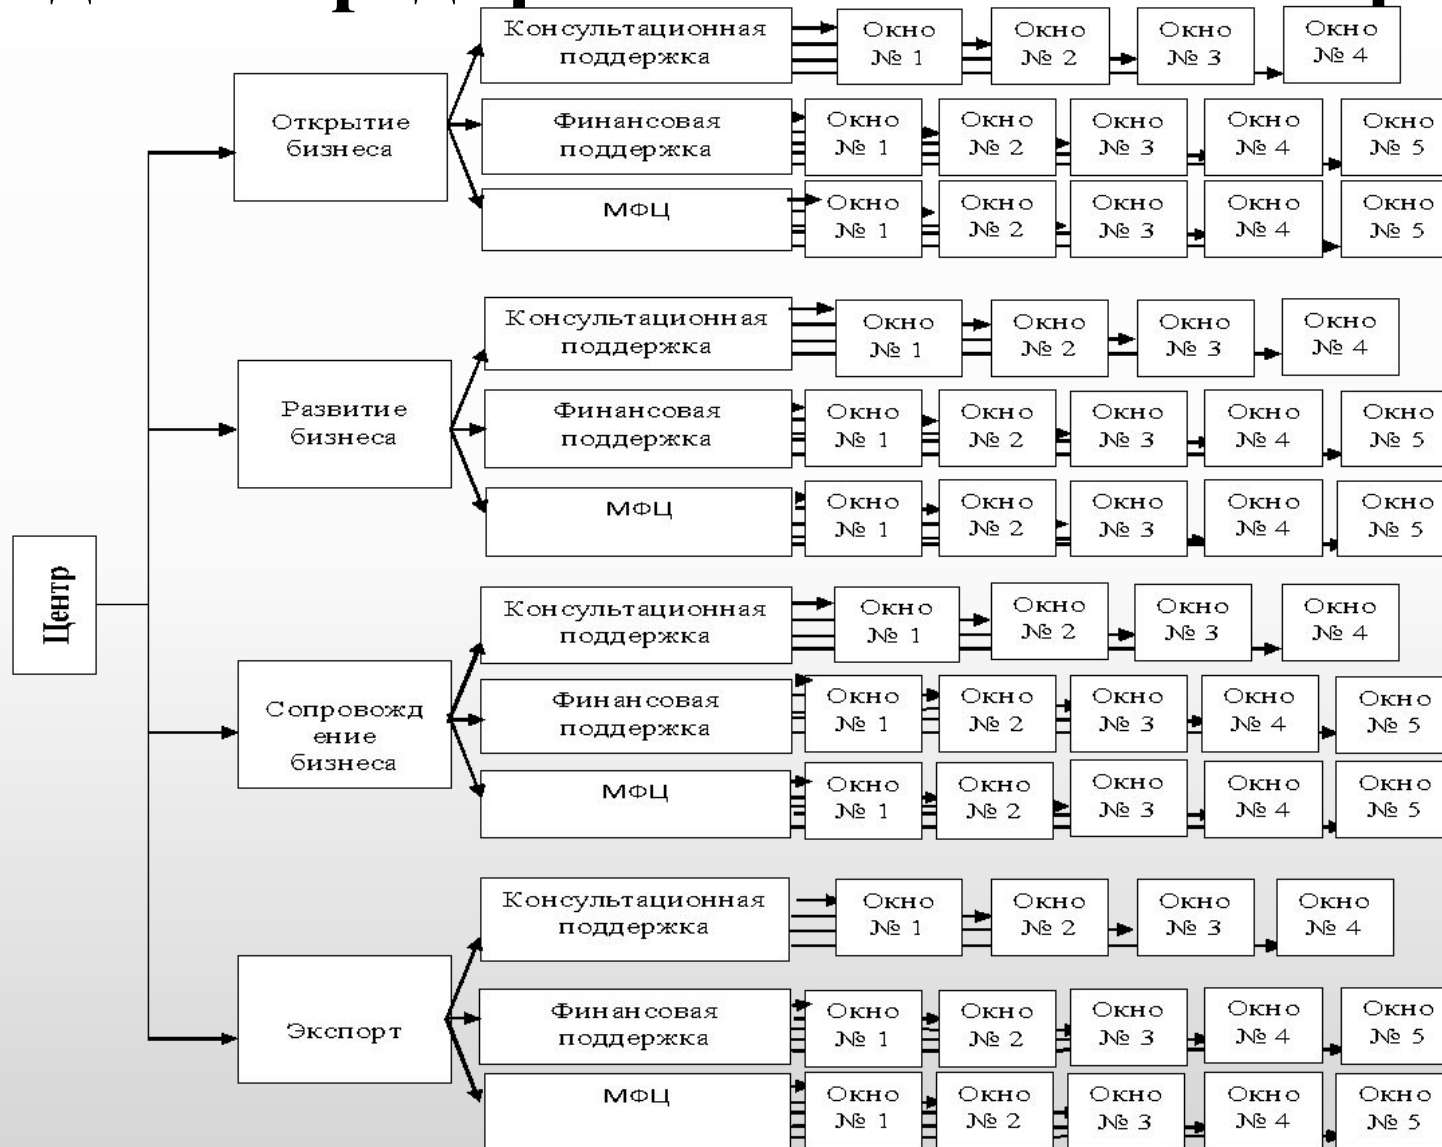 Консультационная
поддержка
Окно
№ 1
Окно
№ 2
Окно
№ 3
Окно
№ 4
Открытие
бизнеса
Финансовая
поддержка
Окно
№ 1
Окно
№ 2
Окно
№ 3
Окно
№ 4
Окно
№ 5
МФЦ
Окно
№ 1
Окно
№ 2
Окно
№ 3
Окно
№ 4
Окно
№ 5
Консультационная
поддержка
Окно
№ 1
Окно
№ 2
Окно
№ 3
Окно
№ 4
Развитие
бизнеса
Финансовая
поддержка
Окно
№ 1
Окно
№ 2
Окно
№ 3
Окно
№ 4
Окно
№ 5
МФЦ
Окно
№ 1
Окно
№ 2
Окно
№ 3
Окно
№ 4
Окно
№ 5
Центр
Консультационная
поддержка
Окно
№ 1
Окно
№ 2
Окно
№ 3
Окно
№ 4
Сопровожд
ение
бизнеса
Финансовая
поддержка
Окно
№ 1
Окно
№ 2
Окно
№ 3
Окно
№ 4
Окно
№ 5
МФЦ
Окно
№ 1
Окно
№ 2
Окно
№ 3
Окно
№ 4
Окно
№ 5
Консультационная
поддержка
Окно
№ 1
Окно
№ 2
Окно
№ 3
Окно
№ 4
Экспорт
Финансовая
поддержка
Окно
№ 1
Окно
№ 2
Окно
№ 3
Окно
№ 4
Окно
№ 5
МФЦ
Окно
№ 1
Окно
№ 2
Окно
№ 3
Окно
№ 4
Окно
№ 5